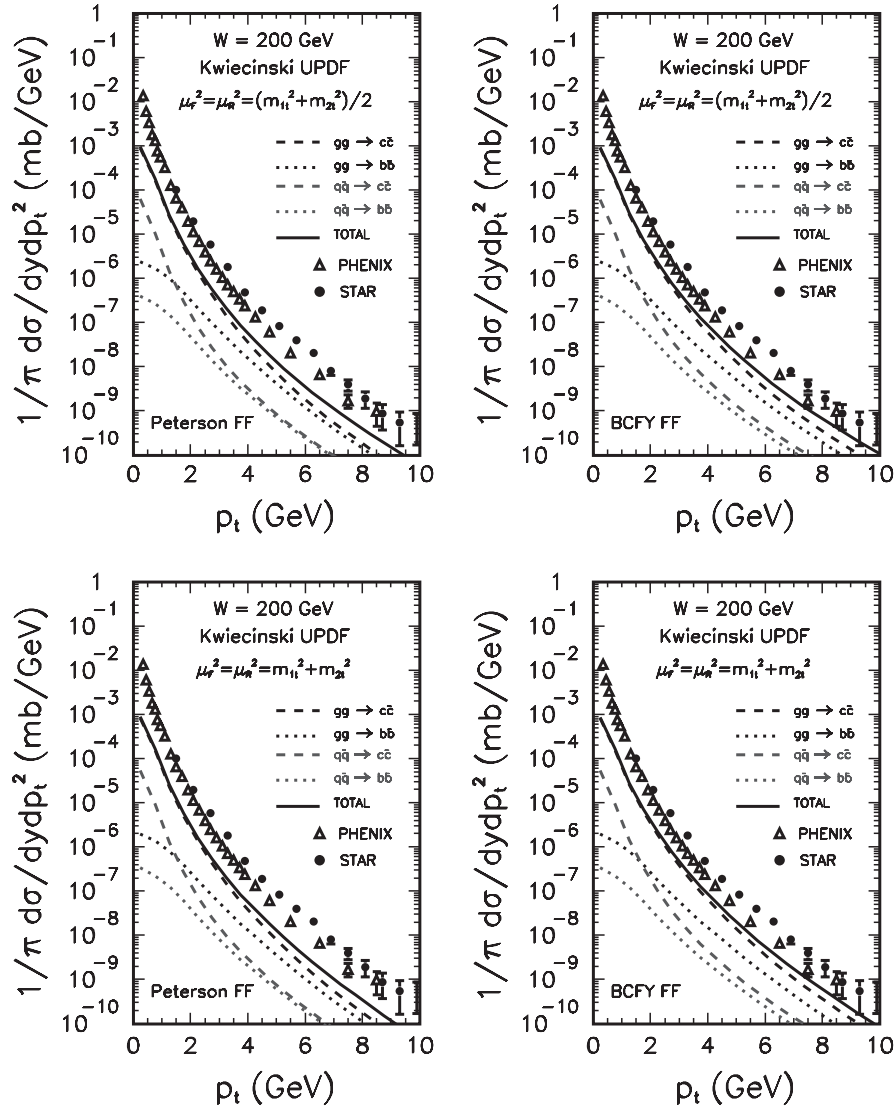 1/π dσ/dydpₜ² (mb/GeV)
1
10⁻¹
10⁻²
10⁻³
10⁻⁴
10⁻⁵
10⁻⁶
10⁻⁷
10⁻⁸
10⁻⁹
10⁻¹⁰
W = 200 GeV
Kwiecinski UPDF
μ_F²=μ_R²=(m₁ₜ²+m₂ₜ²)/2
gg → cc̄
gg → bb̄
qq̄ → cc̄
qq̄ → bb̄
TOTAL
PHENIX
STAR
Peterson FF
0 2 4 6 8 10
pₜ (GeV)
1/π dσ/dydpₜ² (mb/GeV)
1
10⁻¹
10⁻²
10⁻³
10⁻⁴
10⁻⁵
10⁻⁶
10⁻⁷
10⁻⁸
10⁻⁹
10⁻¹⁰
W = 200 GeV
Kwiecinski UPDF
μ_F²=μ_R²=(m₁ₜ²+m₂ₜ²)/2
gg → cc̄
gg → bb̄
qq̄ → cc̄
qq̄ → bb̄
TOTAL
PHENIX
STAR
BCFY FF
0 2 4 6 8 10
pₜ (GeV)
1/π dσ/dydpₜ² (mb/GeV)
1
10⁻¹
10⁻²
10⁻³
10⁻⁴
10⁻⁵
10⁻⁶
10⁻⁷
10⁻⁸
10⁻⁹
10⁻¹⁰
W = 200 GeV
Kwiecinski UPDF
μ_F²=μ_R²=m₁ₜ²+m₂ₜ²
gg → cc̄
gg → bb̄
qq̄ → cc̄
qq̄ → bb̄
TOTAL
PHENIX
STAR
Peterson FF
0 2 4 6 8 10
pₜ (GeV)
1/π dσ/dydpₜ² (mb/GeV)
1
10⁻¹
10⁻²
10⁻³
10⁻⁴
10⁻⁵
10⁻⁶
10⁻⁷
10⁻⁸
10⁻⁹
10⁻¹⁰
W = 200 GeV
Kwiecinski UPDF
μ_F²=μ_R²=m₁ₜ²+m₂ₜ²
gg → cc̄
gg → bb̄
qq̄ → cc̄
qq̄ → bb̄
TOTAL
PHENIX
STAR
BCFY FF
0 2 4 6 8 10
pₜ (GeV)